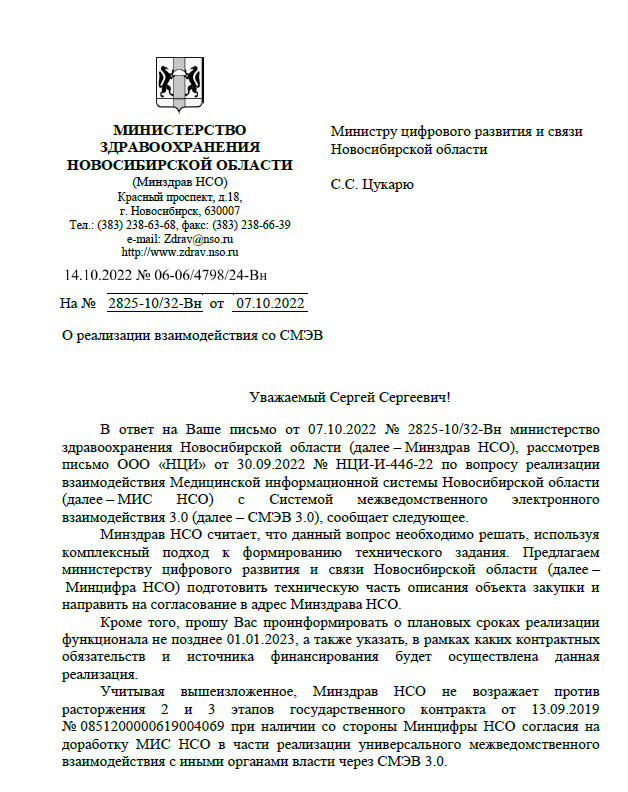 МИНИСТЕРСТВО
ЗДРАВООХРАНЕНИЯ
НОВОСИБИРСКОЙ ОБЛАСТИ
(Минздрав НСО)
Красный проспект, д.18,
г. Новосибирск, 630007
Тел.: (383) 238-63-68, факс: (383) 238-66-39
e-mail: Zdrav@nso.ru
http://www.zdrav.nso.ru
14.10.2022 № 06-06/4798/24-Вн
На № 2825-10/32-Вн от 07.10.2022
О реализации взаимодействия со СМЭВ
Министру цифрового развития и связи
Новосибирской области
С.С. Цукарю
Уважаемый Сергей Сергеевич!
В ответ на Ваше письмо от 07.10.2022 № 2825-10/32-Вн министерство
здравоохранения Новосибирской области (далее – Минздрав НСО), рассмотрев
письмо ООО «НЦИ» от 30.09.2022 № НЦИ-И-446-22 по вопросу реализации
взаимодействия Медицинской информационной системы Новосибирской области
(далее – МИС НСО) с Системой межведомственного электронного
взаимодействия 3.0 (далее – СМЭВ 3.0), сообщает следующее.
Минздрав НСО считает, что данный вопрос необходимо решать, используя
комплексный подход к формированию технического задания. Предлагаем
министерству цифрового развития и связи Новосибирской области (далее –
Минцифра НСО) подготовить техническую часть описания объекта закупки и
направить на согласование в адрес Минздрава НСО.
Кроме того, прошу Вас проинформировать о плановых сроках реализации
функционала не позднее 01.01.2023, а также указать, в рамках каких контрактных
обязательств и источника финансирования будет осуществлена данная
реализация.
Учитывая вышеизложенное, Минздрав НСО не возражает против
расторжения 2 и 3 этапов государственного контракта от 13.09.2019
№ 0851200000619004069 при наличии со стороны Минцифры НСО согласия на
доработку МИС НСО в части реализации универсального межведомственного
взаимодействия с иными органами власти через СМЭВ 3.0.